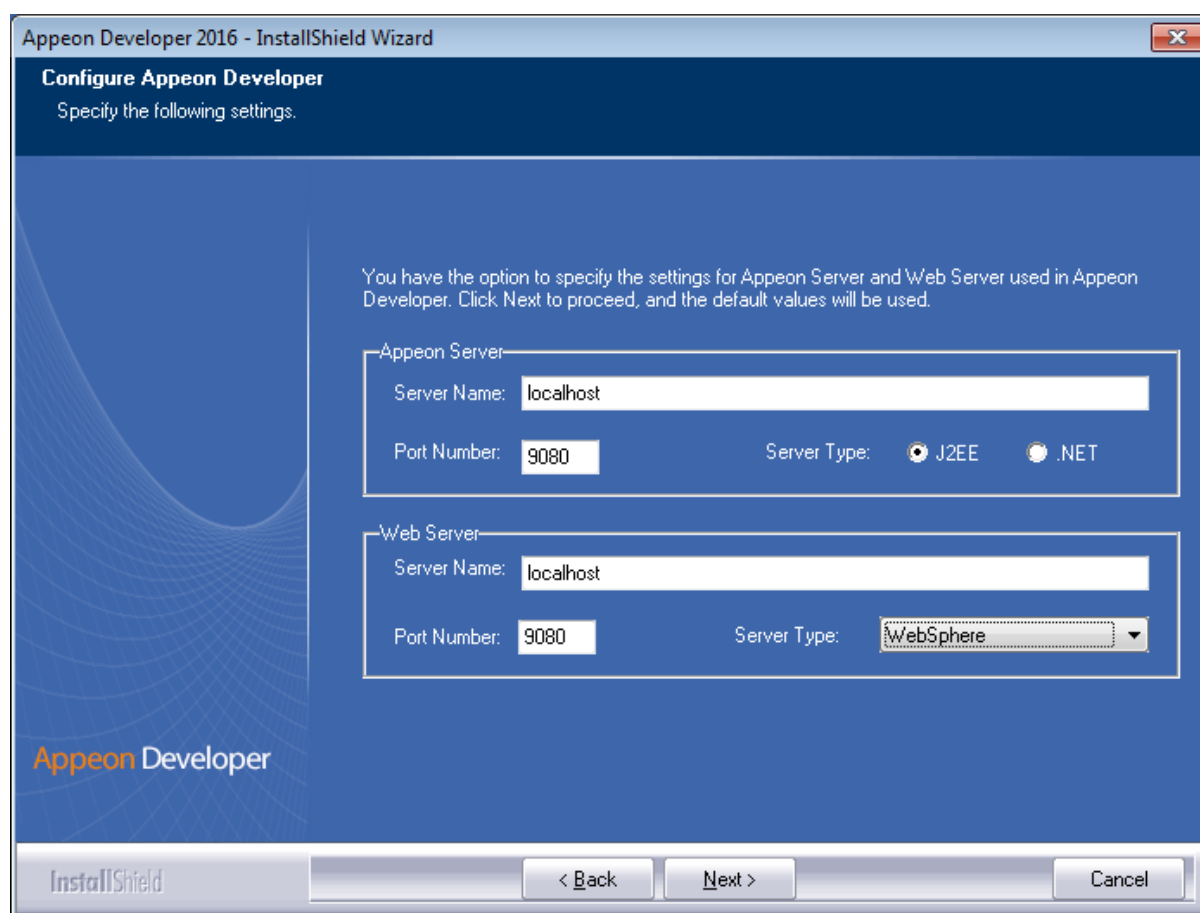 Appeon Developer 2016 - InstallShield Wizard
Configure Appeon Developer
Specify the following settings.
You have the option to specify the settings for Appeon Server and Web Server used in Appeon
Developer. Click Next to proceed, and the default values will be used.
Appeon Server
Server Name: localhost
Port Number: 9080 Server Type: J2EE .NET
Web Server
Server Name: localhost
Port Number: 9080 Server Type: WebSphere
Appeon Developer
InstallShield < Back Next > Cancel